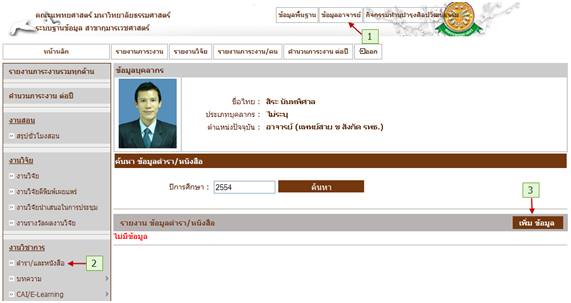 คณะแพทยศาสตร์ มหาวิทยาลัยธรรมศาสตร์
ระบบฐานข้อมูล สาขากุมารเวชศาสตร์
ข้อมูลพื้นฐาน ข้อมูลอาจารย์ กิจกรรมทำนุบำรุงศิลปวัฒนธรรม
1
หน้าหลัก รายงานภาระงาน รายงานวิจัย รายงานภาระงาน/คน คำนวนภาระงาน ต่อปี ออก
รายงานภาระงานรวมทุกด้าน
คำนวนภาระงาน ต่อปี
งานสอน
สรุปชั่วโมงสอน
งานวิจัย
งานวิจัย
งานวิจัยตีพิมพ์เผยแพร่
งานวิจัยนำเสนอในการประชุม
งานรางวัลผลงานวิจัย
งานวิชาการ
ตำรา/และหนังสือ 2
บทความ
CAI/E-Learning
ข้อมูลบุคลากร
ชื่อไทย : สิระ นันทพิศาล
ประเภทบุคลากร : ไม่ระบุ
ตำแหน่งปัจจุบัน : อาจารย์ (แพทย์สาย ข สังกัด รพธ.)
ค้นหา ข้อมูลตำรา/หนังสือ
ปีการศึกษา : 2554 ค้นหา
3
รายงาน ข้อมูลตำรา/หนังสือ เพิ่ม ข้อมูล
ไม่มีข้อมูล